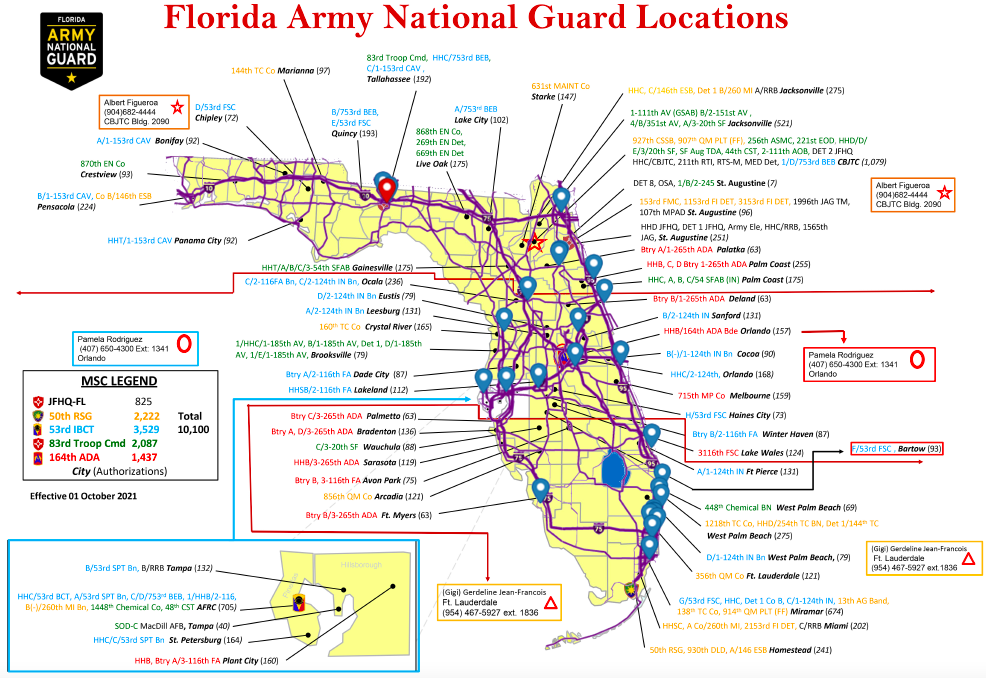 Florida Army National Guard Locations
FLORIDA
ARMY
NATIONAL
GUARD
83rd Troop Cmd, HHC/753rd BEB,
C/1-153rd CAV ,
Tallahassee (192)
144th TC Co Marianna (97)
631st MAINT Co
Starke (147)
HHC, C/146th ESB, Det 1 B/260 MI A/RRB Jacksonville (275)
Albert Figueroa
(904)682-4444
CBJTC Bldg. 2090
D/53rd FSC
Chipley (72)
B/753rd BEB,
E/53rd FSC
Quincy (193)
A/753rd BEB
Lake City (102)
1-111th AV (GSAB) B/2-151st AV ,
4/B/351st AV, A/3-20th SF Jacksonville (521)
A/1-153rd CAV Bonifay (92)
868th EN Co,
269th EN Det,
669th EN Det
Live Oak (175)
927th CSSB, 907th QM PLT (FF), 256th ASMC, 221st EOD, HHD/D/
E/3/20th SF, SF Aug TDA, 44th CST, 2-111th AOB, DET 2 JFHQ
HHC/CBJTC, 211th RTI, RTS-M, MED Det, 1/D/753rd BEB CBJTC (1,079)
870th EN Co
Crestview (93)
DET 8, OSA, 1/B/2-245 St. Augustine (7)
Albert Figueroa
(904)682-4444
CBJTC Bldg. 2090
B/1-153rd CAV, Co B/146th ESB
Pensacola (224)
153rd FMC, 1153rd FI DET, 3153rd FI DET, 1996th JAG TM,
107th MPAD St. Augustine (96)
HHD JFHQ, DET 1 JFHQ, Army Ele, HHC/RRB, 1565th
JAG, St. Augustine (251)
HHT/1-153rd CAV Panama City (92)
Btry A/1-265th ADA Palatka (63)
HHB, C, D Btry 1-265th ADA Palm Coast (255)
HHT/A/B/C/3-54th SFAB Gainesville (175)
HHC, A, B, C/54 SFAB (IN) Palm Coast (175)
C/2-116FA Bn, C/2-124th IN Bn, Ocala (236)
D/2-124th IN Bn Eustis (79)
Btry B/1-265th ADA Deland (63)
A/2-124th IN Bn Leesburg (131)
B/2-124th IN Sanford (131)
160th TC Co Crystal River (165)
HHB/164th ADA Bde Orlando (157)
1/HHC/1-185th AV, B/1-185th AV, Det 1, D/1-185th
AV, 1/E/1-185th AV, Brooksville (79)
B(-)/1-124th IN Bn Cocoa (90)
Pamela Rodriguez
(407) 650-4300 Ext: 1341
Orlando
Pamela Rodriguez
(407) 650-4300 Ext: 1341
Orlando
Btry A/2-116th FA Dade City (87)
HHC/2-124th, Orlando (168)
HHSB/2-116th FA Lakeland (112)
715th MP Co Melbourne (159)
MSC LEGEND
JFHQ-FL 825
50th RSG 2,222
53rd IBCT 3,529
83rd Troop Cmd 2,087
164th ADA 1,437
Total
10,100
City (Authorizations)
Effective 01 October 2021
Btry C/3-265th ADA Palmetto (63)
H/53rd FSC Haines City (73)
Btry A, D/3-265th ADA Bradenton (136)
Btry B/2-116th FA Winter Haven (87)
C/3-20th SF Wauchula (88)
3116th FSC Lake Wales (124)
F/53rd FSC , Bartow (93)
HHB/3-265th ADA Sarasota (119)
A/1-124th IN Ft Pierce (131)
Btry B, 3-116th FA Avon Park (75)
856th QM Co Arcadia (121)
448th Chemical BN West Palm Beach (69)
Btry B/3-265th ADA Ft. Myers (63)
1218th TC Co, HHD/254th TC BN, Det 1/144th TC
West Palm Beach (275)
D/1-124th IN Bn West Palm Beach, (79)
356th QM Co Ft. Lauderdale (121)
(Gigi) Gerdeline Jean-Francois
Ft. Lauderdale
(954) 467-5927 ext.1836
(Gigi) Gerdeline Jean-Francois
Ft. Lauderdale
(954) 467-5927 ext. 1836
G/53rd FSC, HHC, Det 1 Co B, C/1-124th IN, 13th AG Band,
138th TC Co, 914th QM PLT (FF) Miramar (674)
HHSC, A Co/260th MI, 2153rd FI DET, C/RRB Miami (202)
50th RSG, 930th DLD, A/146 ESB Homestead (241)
Hillsborough
B/53rd SPT Bn, B/RRB Tampa (132)
HHC/53rd BCT, A/53rd SPT Bn, C/D/753rd BEB, 1/HHB/2-116,
B(-)/260th MI Bn, 1448th Chemical Co, 48th CST AFRC (705)
SOD-C MacDill AFB, Tampa (40)
HHC/C/53rd SPT Bn St. Petersburg (164)
HHB, Btry A/3-116th FA Plant City (160)
10
75
95